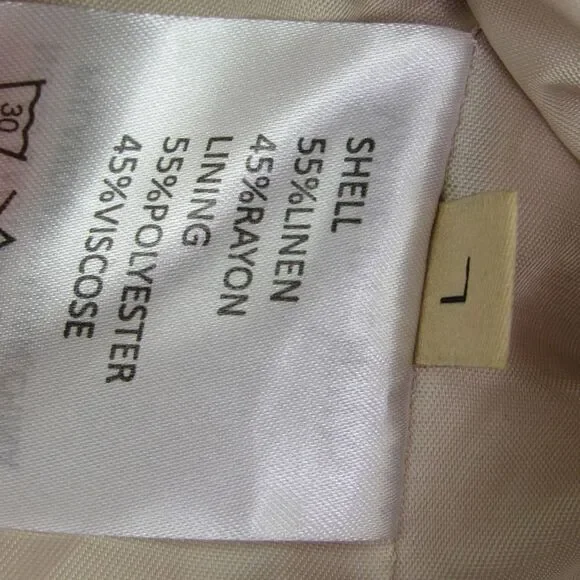 L
SHELL
55%LINEN
45%RAYON
LINING
55%POLYESTER
45%VISCOSE
30